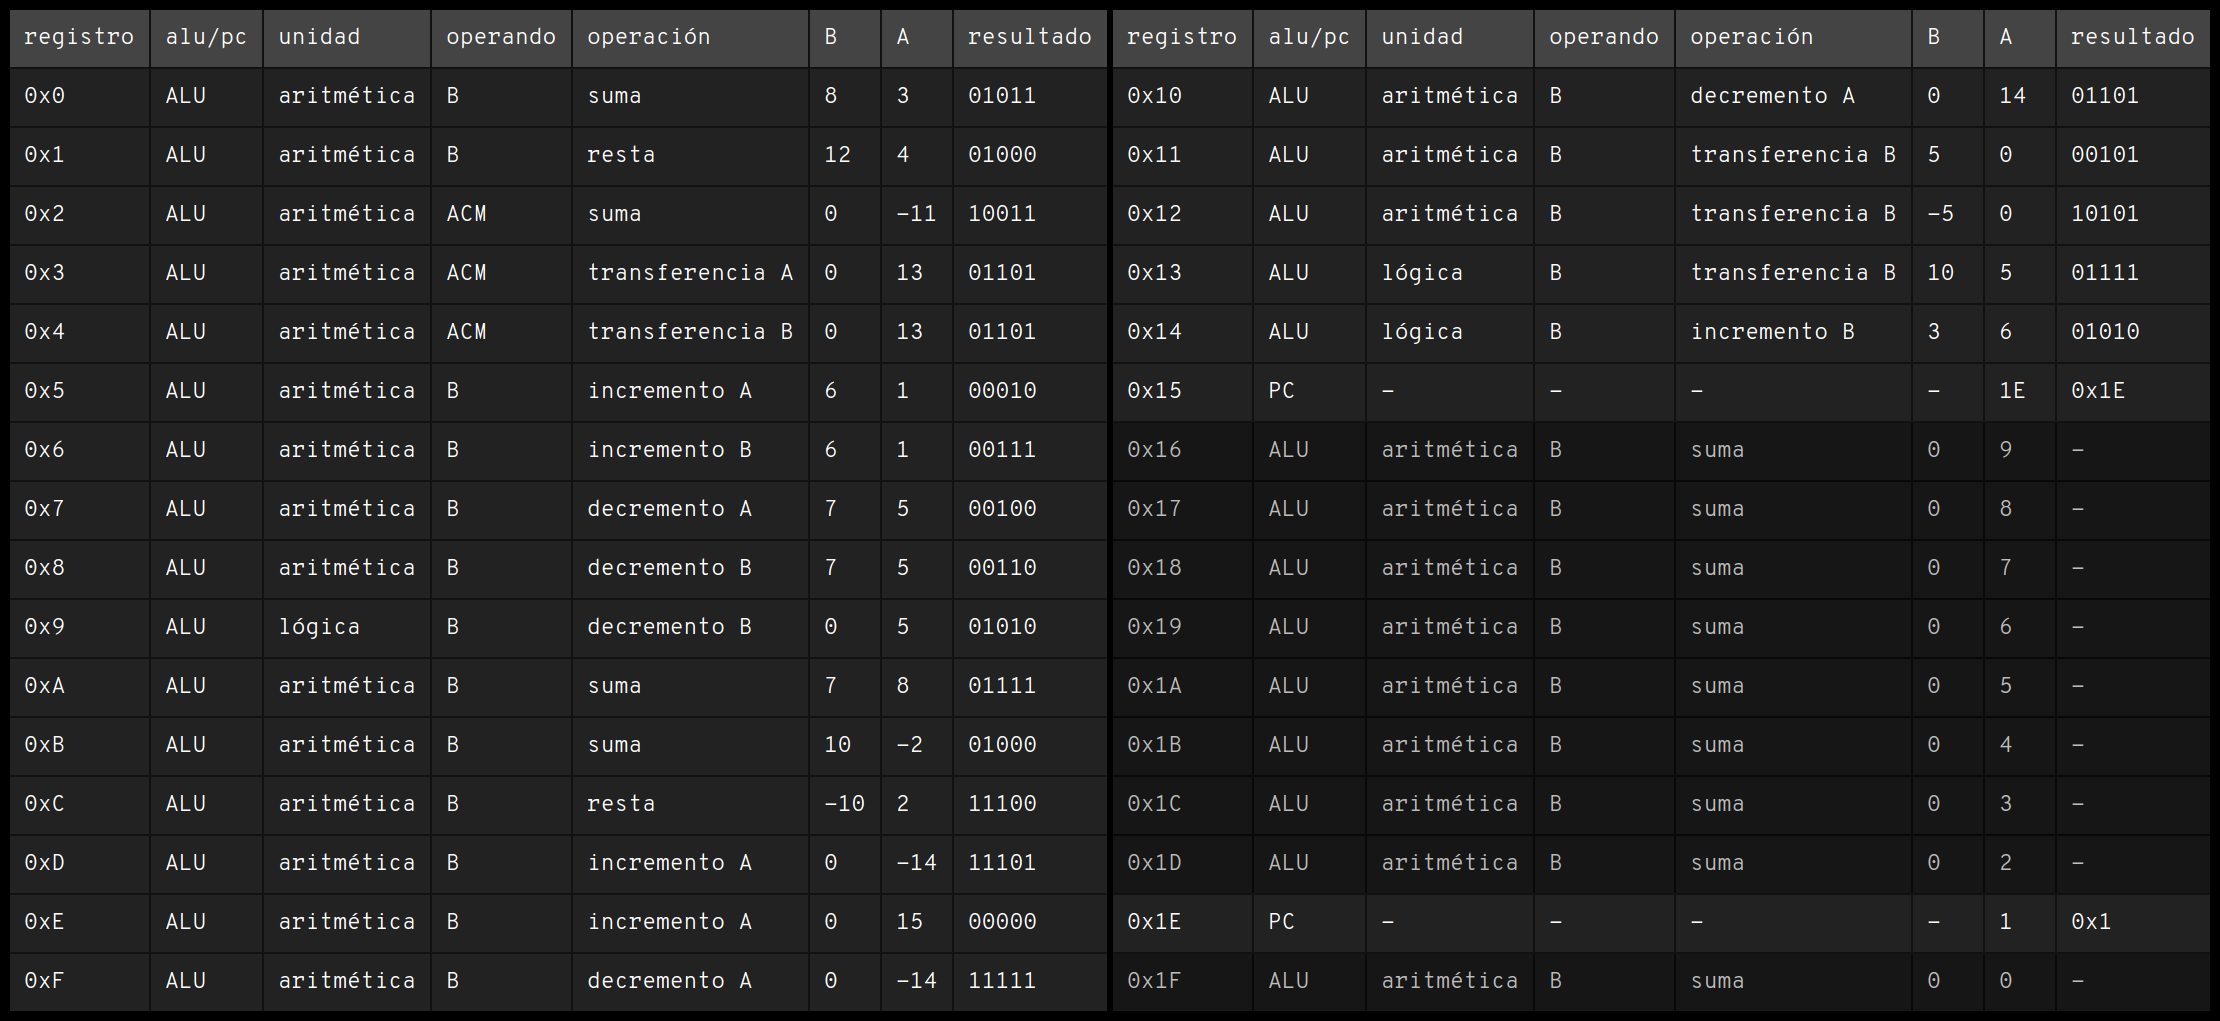 registro alu/pc unidad operando operación B A resultado
0x0 ALU aritmética B suma 8 3 01011
0x1 ALU aritmética B resta 12 4 01000
0x2 ALU aritmética ACM suma 0 -11 10011
0x3 ALU aritmética ACM transferencia A 0 13 01101
0x4 ALU aritmética ACM transferencia B 0 13 01101
0x5 ALU aritmética B incremento A 6 1 00010
0x6 ALU aritmética B incremento B 6 1 00111
0x7 ALU aritmética B decremento A 7 5 00100
0x8 ALU aritmética B decremento B 7 5 00110
0x9 ALU lógica B decremento B 0 5 01010
0xA ALU aritmética B suma 7 8 01111
0xB ALU aritmética B suma 10 -2 01000
0xC ALU aritmética B resta -10 2 11100
0xD ALU aritmética B incremento A 0 -14 11101
0xE ALU aritmética B incremento A 0 15 00000
0xF ALU aritmética B decremento A 0 -14 11111
registro alu/pc unidad operando operación B A resultado
0x10 ALU aritmética B decremento A 0 14 01101
0x11 ALU aritmética B transferencia B 5 0 00101
0x12 ALU aritmética B transferencia B -5 0 10101
0x13 ALU lógica B transferencia B 10 5 01111
0x14 ALU lógica B incremento B 3 6 01010
0x15 PC - - - - 1E 0x1E
0x16 ALU aritmética B suma 0 9 -
0x17 ALU aritmética B suma 0 8 -
0x18 ALU aritmética B suma 0 7 -
0x19 ALU aritmética B suma 0 6 -
0x1A ALU aritmética B suma 0 5 -
0x1B ALU aritmética B suma 0 4 -
0x1C ALU aritmética B suma 0 3 -
0x1D ALU aritmética B suma 0 2 -
0x1E PC - - - - 1 0x1
0x1F ALU aritmética B suma 0 0 -